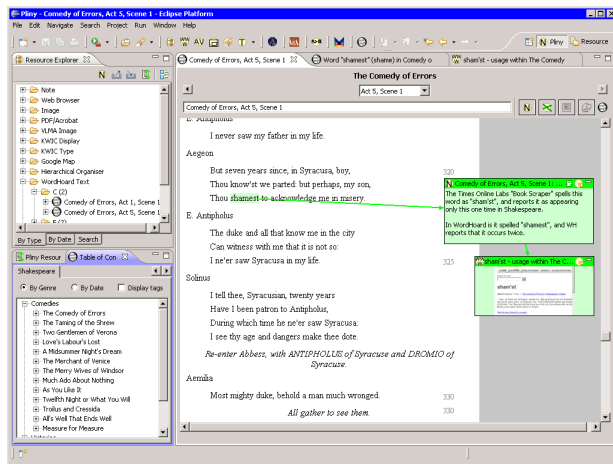 Pliny - Comedy of Errors, Act 5, Scene 1 - Eclipse Platform
File Edit Navigate Search Project Run Window Help
AV
T
N Pliny
Resource
Resource Explorer
N
Note
Web Browser
Image
PDF/Acrobat
VLMA Image
KWIC Display
KWIC Type
Google Map
Hierarchical Organiser
WordHoard Text
C (2)
Comedy of Errors, Act 1, Scene 1
Comedy of Errors, Act 5, Scene 1
By Type By Date Search
Pliny Resour
Table of Con
Shakespeare
By Genre By Date Display tags
Comedies
The Comedy of Errors
The Taming of the Shrew
Two Gentlemen of Verona
Love's Labour's Lost
A Midsummer Night's Dream
The Merchant of Venice
The Merry Wives of Windsor
Much Ado About Nothing
As You Like It
Twelfth Night or What You Will
Troilus and Cressida
All's Well That Ends Well
Measure for Measure
Comedy of Errors, Act 5, Scene 1
Word "shamest" (shame) in Comedy o
sham'st - usage within The Comedy
The Comedy of Errors
Act 5, Scene 1
Comedy of Errors, Act 5, Scene 1
N
E. Antipholus
I never saw my father in my life.
Aegeon
But seven years since, in Syracusa, boy, 320
Thou know'st we parted: but perhaps, my son,
Thou shamest to acknowledge me in misery.
E. Antipholus
The duke and all that know me in the city
Can witness with me that it is not so:
I ne'er saw Syracusa in my life. 325
Solinus
I tell thee, Syracusian, twenty years
Have I been patron to Antipholus,
During which time he ne'er saw Syracusa:
I see thy age and dangers make thee dote.
Re-enter Abbess, with ANTIPHOLUS of Syracuse and DROMIO of
Syracuse.
Aemilia
Most mighty duke, behold a man much wronged. 330
All gather to see them. 330
N Comedy of Errors, Act 5, Scene 1: ...
The Times Online Labs "Book Scraper" spells this
word as "sham'st", and reports it as appearing
only this one time in Shakespeare.
In WordHoard it is spelled "shamest", and WH
reports that it occurs twice.
sham'st - usage within The C...
sham'st